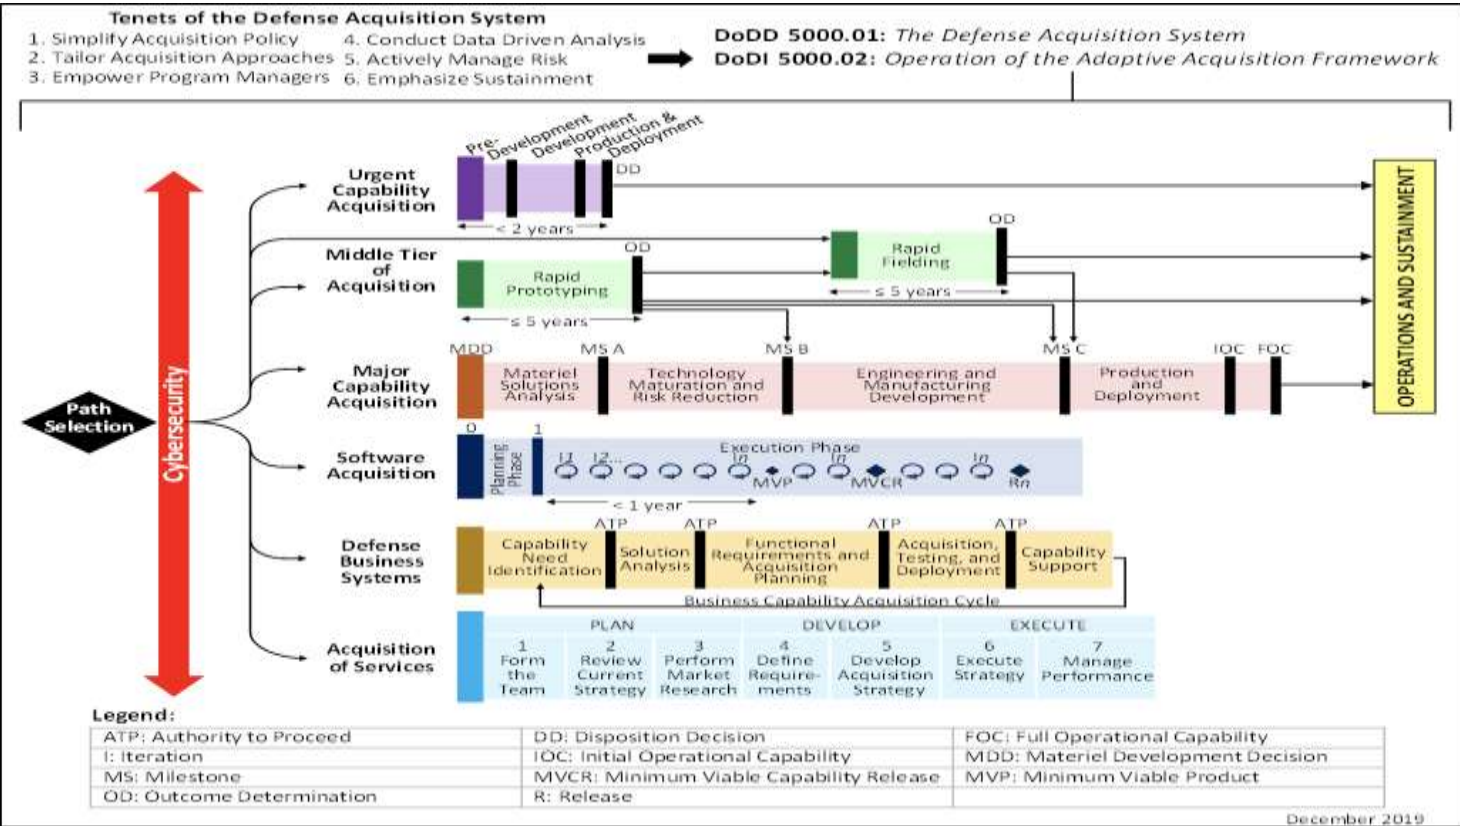 Tenets of the Defense Acquisition System
1. Simplify Acquisition Policy
2. Tailor Acquisition Approaches
3. Empower Program Managers
4. Conduct Data Driven Analysis
5. Actively Manage Risk
6. Emphasize Sustainment
DoDD 5000.01: The Defense Acquisition System
DoDI 5000.02: Operation of the Adaptive Acquisition Framework
Path
Selection
Cybersecurity
Urgent
Capability
Acquisition
Pre-
Development
Development
Production &
Deployment
DD
< 2 years
Middle Tier
of
Acquisition
Rapid
Prototyping
OD
≤ 5 years
Rapid
Fielding
OD
≤ 5 years
Major
Capability
Acquisition
MDD
MS A
MS B
MS C
IOC
FOC
Materiel
Solutions
Analysis
Technology
Maturation and
Risk Reduction
Engineering and
Manufacturing
Development
Production
and
Deployment
OPERATIONS AND SUSTAINMENT
Software
Acquisition
0
1
Planning
Phase
Execution Phase
I1
I2...
In
In
In
MVP
MVCR
Rn
< 1 year
Defense
Business
Systems
ATP
ATP
ATP
ATP
Capability
Need
Identification
Solution
Analysis
Functional
Requirements and
Acquisition
Planning
Acquisition,
Testing, and
Deployment
Capability
Support
Business Capability Acquisition Cycle
Acquisition
of Services
PLAN
DEVELOP
EXECUTE
1
Form
the
Team
2
Review
Current
Strategy
3
Perform
Market
Research
4
Define
Require-
ments
5
Develop
Acquisition
Strategy
6
Execute
Strategy
7
Manage
Performance
Legend:
ATP: Authority to Proceed
DD: Disposition Decision
FOC: Full Operational Capability
I: Iteration
IOC: Initial Operational Capability
MDD: Materiel Development Decision
MS: Milestone
MVCR: Minimum Viable Capability Release
MVP: Minimum Viable Product
OD: Outcome Determination
R: Release
December 2019